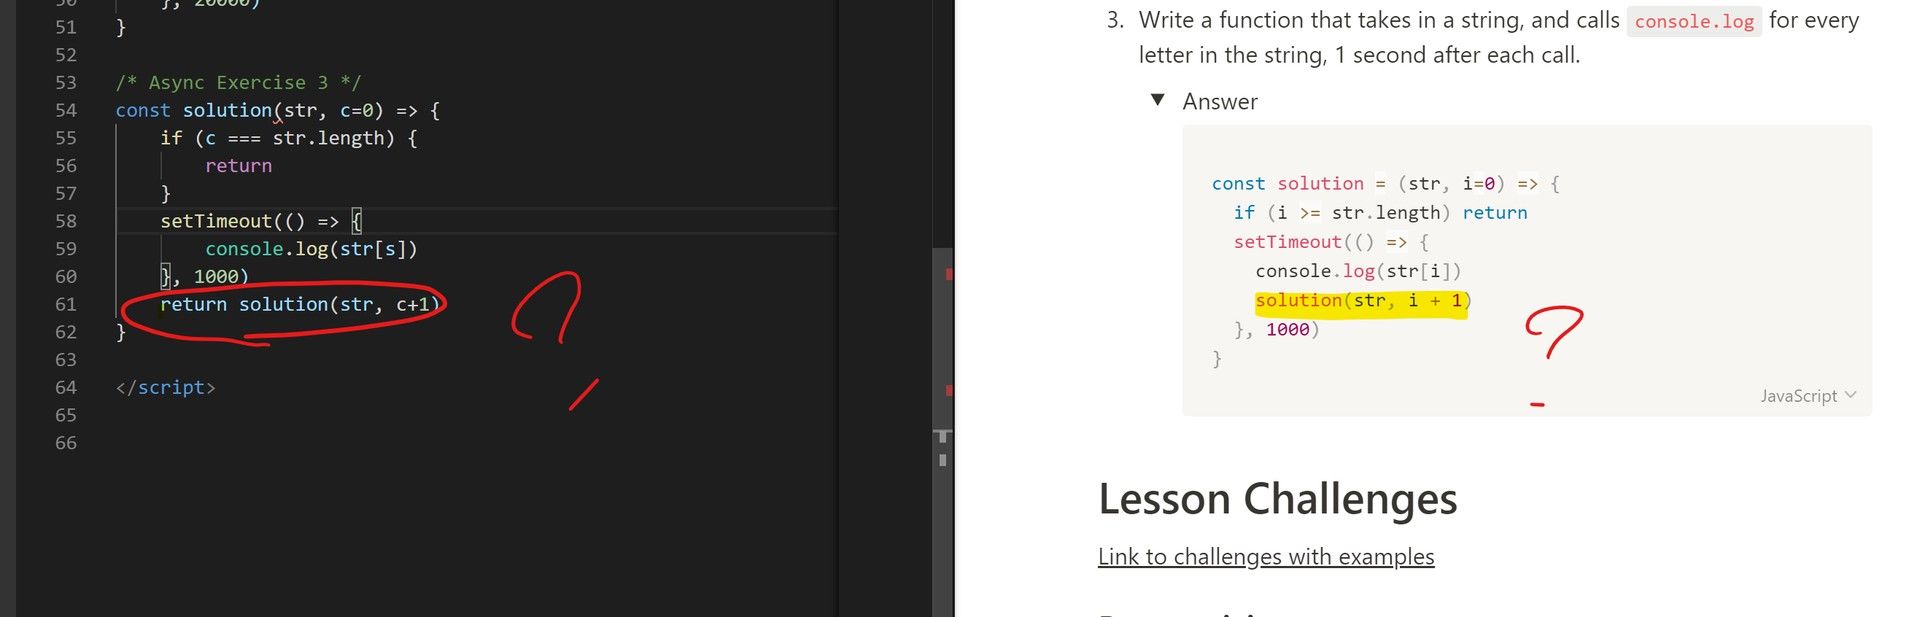 50 }, 20000)
51 }
52
53 /* Async Exercise 3 */
54 const solution(str, c=0) => {
55 if (c === str.length) {
56 return
57 }
58 setTimeout(() => {
59 console.log(str[s])
60 }, 1000)
61 return solution(str, c+1)
62 }
63
64 </script>
65
66
?
3. Write a function that takes in a string, and calls console.log for every
letter in the string, 1 second after each call.
▼ Answer
const solution = (str, i=0) => {
if (i >= str.length) return
setTimeout(() => {
console.log(str[i])
solution(str, i + 1)
}, 1000)
}
?
JavaScript
Lesson Challenges
Link to challenges with examples